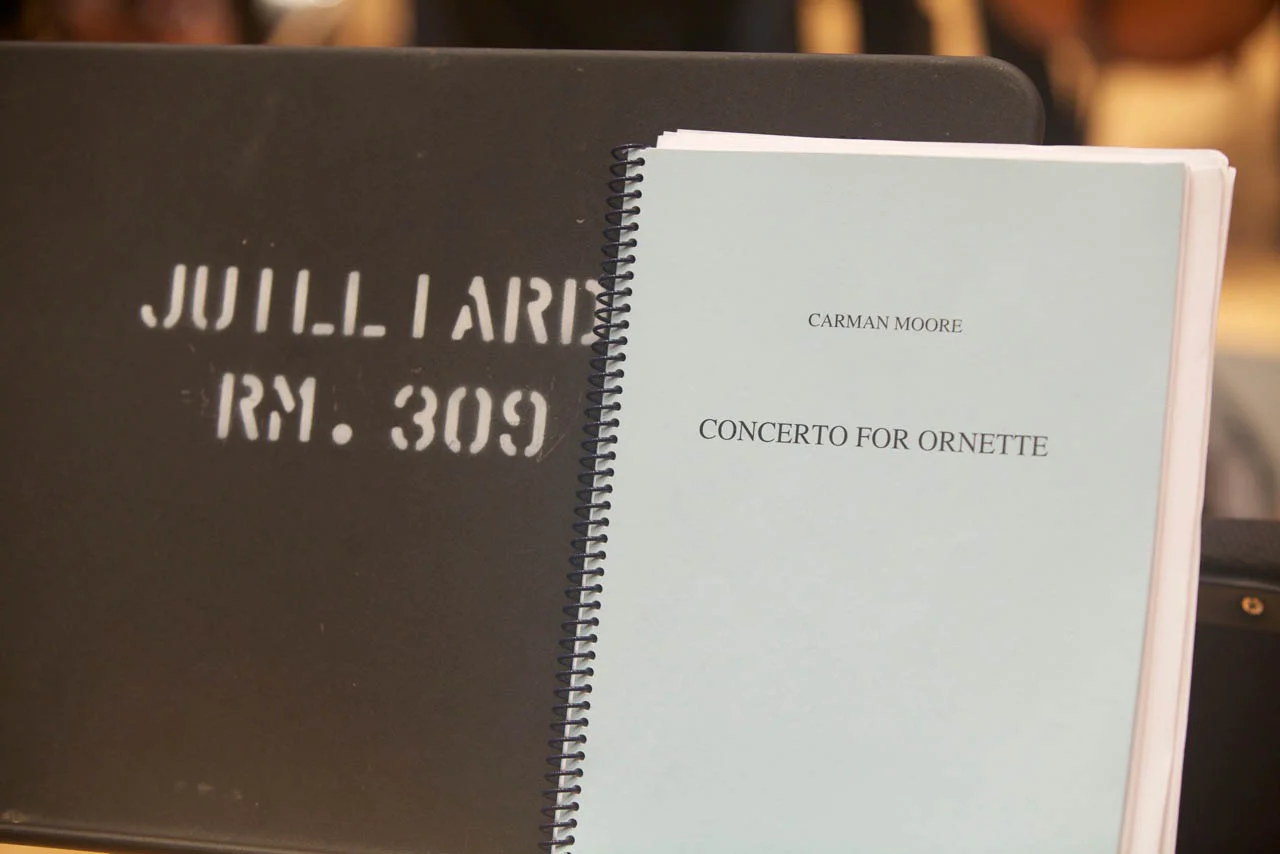 JUILLIARD
RM. 309
CARMAN MOORE
CONCERTO FOR ORNETTE